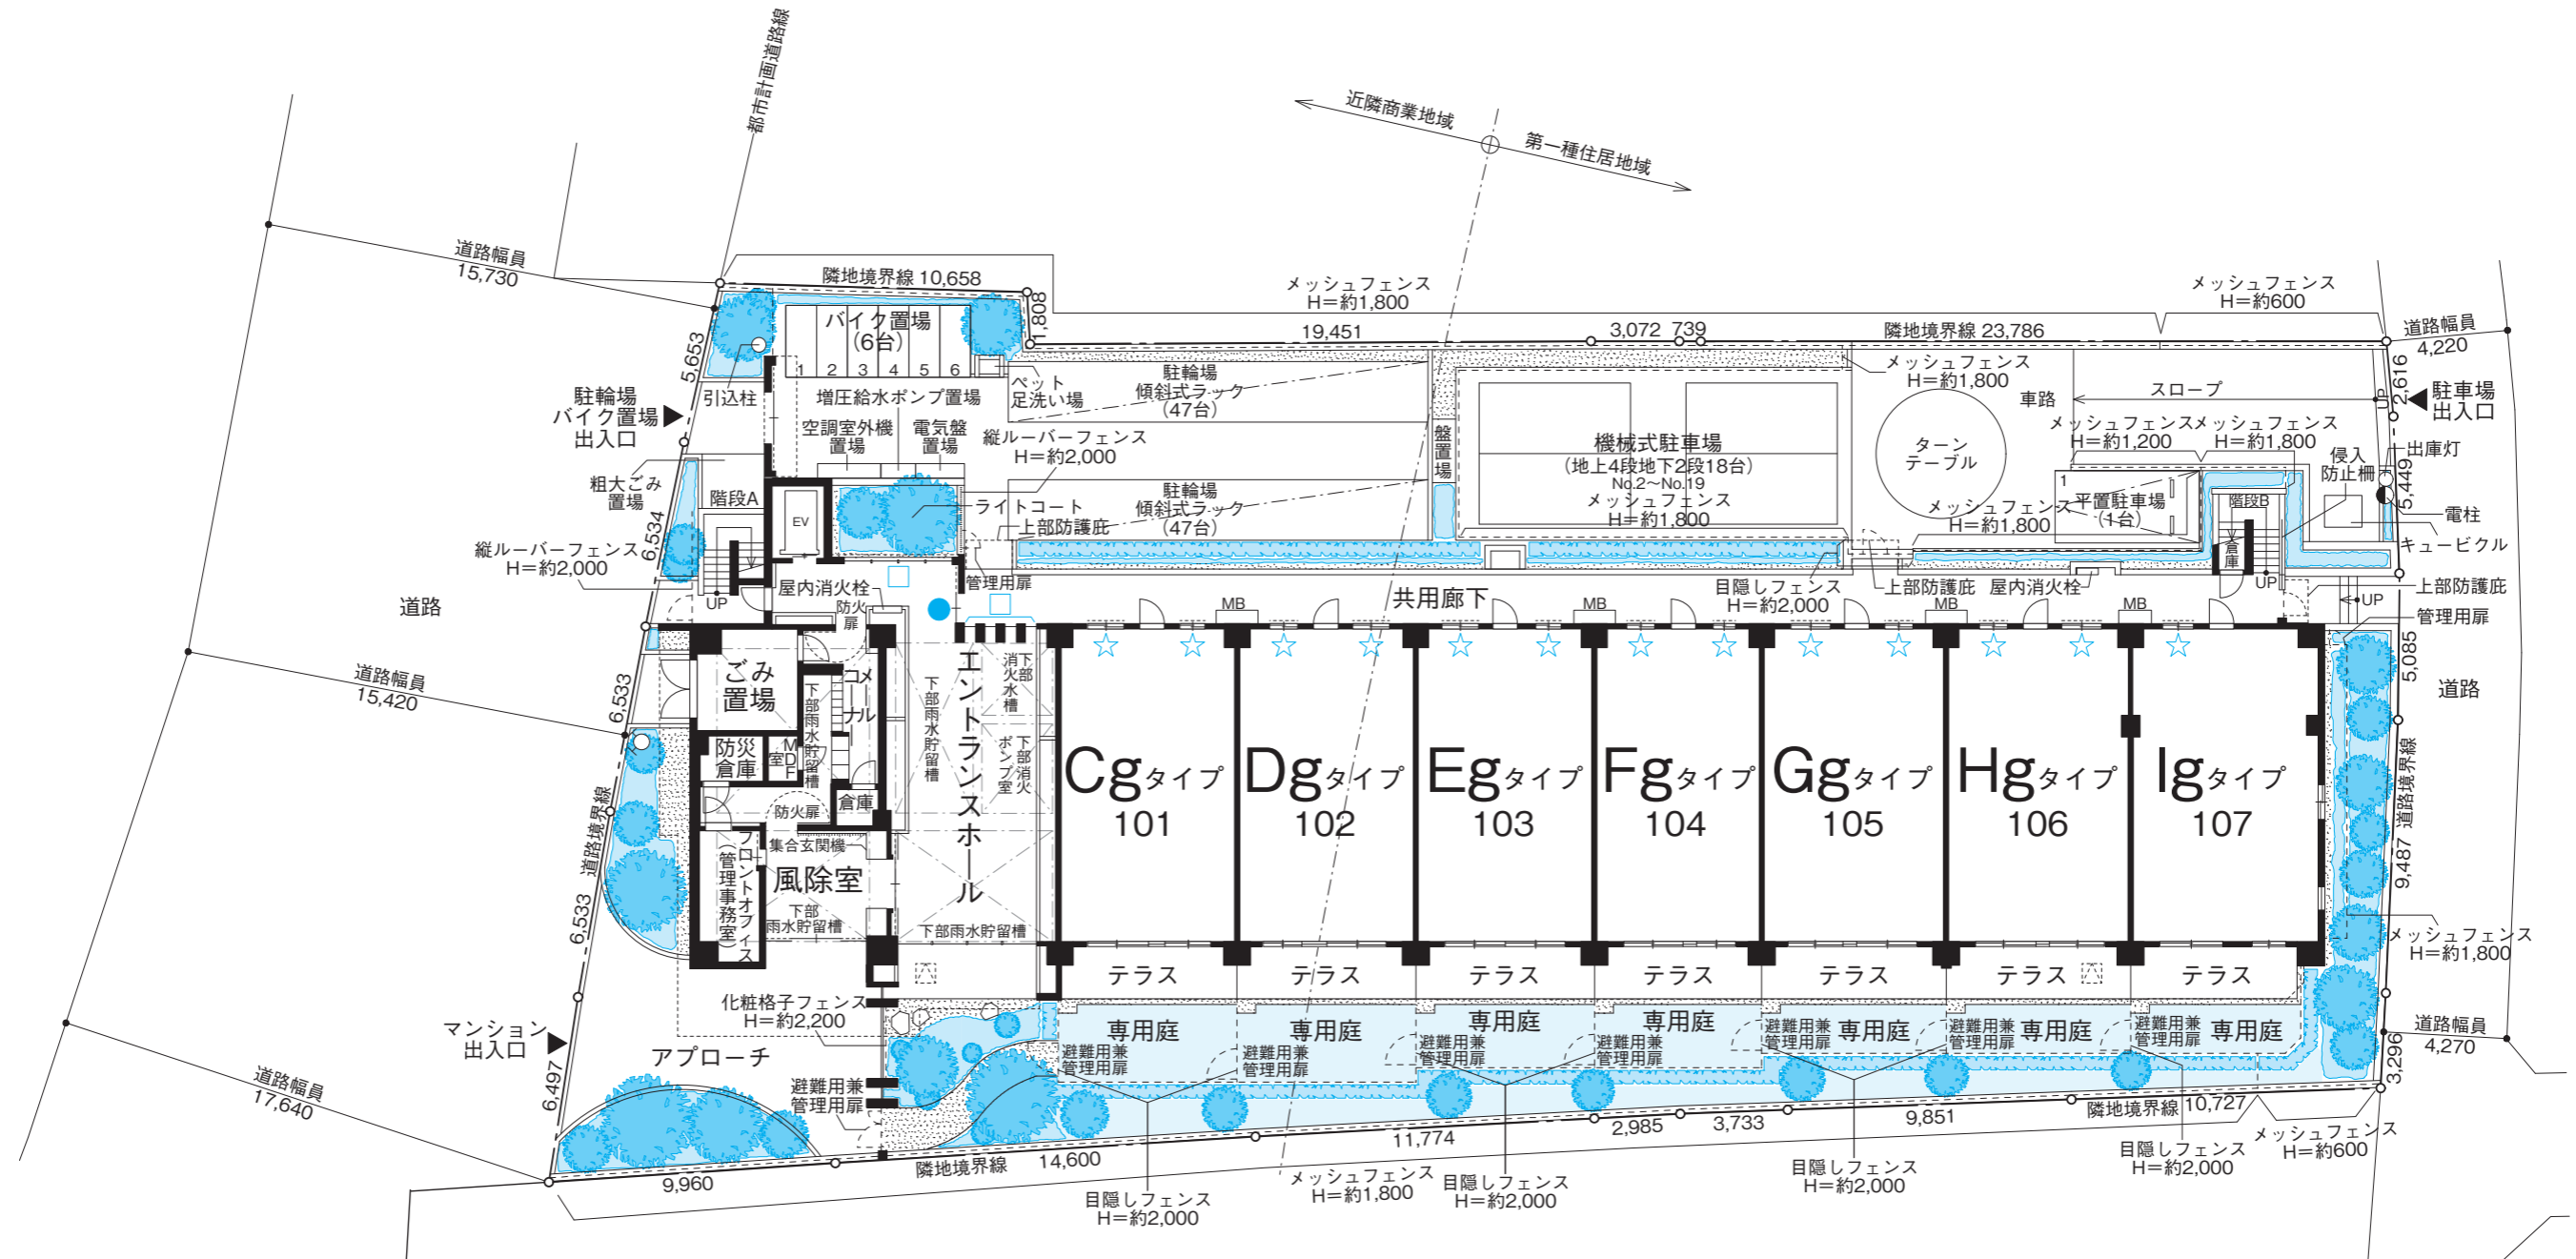 都市計画道路線
近隣商業地域
第一種住居地域
道路幅員
15,730
隣地境界線 10,658
1,808
メッシュフェンス
H=約1,800
メッシュフェンス
H=約600
19,451
3,072
739
隣地境界線 23,786
道路幅員
4,220
5,653
バイク置場
(6台)
1
2
3
4
5
6
引込柱
駐輪場
バイク置場
出入口
増圧給水ポンプ置場
空調室外機
置場
電気盤
置場
ペット
足洗い場
駐輪場
傾斜式ラック
(47台)
縦ルーバーフェンス
H=約2,000
盤置場
メッシュフェンス
H=約1,800
機械式駐車場
(地上4段地下2段18台)
No.2〜No.19
メッシュフェンス
H=約1,800
ターン
テーブル
車路
スロープ
UP
2,616
駐車場
出入口
メッシュフェンス
H=約1,200
メッシュフェンス
H=約1,800
侵入
防止柵
出庫灯
5,449
電柱
キュービクル
1
平置駐車場
(1台)
メッシュフェンス
H=約1,800
階段B
倉庫
UP
粗大ごみ
置場
階段A
EV
ライトコート
上部防護庇
駐輪場
傾斜式ラック
(47台)
6,534
縦ルーバーフェンス
H=約2,000
道路
UP
屋内消火栓
防火
扉
管理用扉
共用廊下
目隠しフェンス
H=約2,000
上部防護庇
屋内消火栓
上部防護庇
UP
管理用扉
MB
MB
MB
MB
MB
5,085
道路
道路幅員
15,420
6,533
ごみ
置場
下部雨水貯留槽
メール
コーナー
下部雨水貯留槽
エントランスホール
下部
消火水槽
下部消火
ポンプ室
防災
倉庫
MDF
室
倉庫
防火扉
集合玄関機
フロントオフィス
(管理事務室)
風除室
下部
雨水貯留槽
下部雨水貯留槽
Cgタイプ
101
Dgタイプ
102
Egタイプ
103
Fgタイプ
104
Ggタイプ
105
Hgタイプ
106
Igタイプ
107
道路境界線
6,533
道路境界線
9,487
メッシュフェンス
H=約1,800
テラス
テラス
テラス
テラス
テラス
テラス
テラス
化粧格子フェンス
H=約2,200
マンション
出入口
アプローチ
専用庭
専用庭
専用庭
専用庭
専用庭
専用庭
専用庭
避難用兼
管理用扉
避難用兼
管理用扉
避難用兼
管理用扉
避難用兼
管理用扉
避難用兼
管理用扉
避難用兼
管理用扉
避難用兼
管理用扉
避難用兼
管理用扉
道路幅員
4,270
3,296
道路幅員
17,640
6,497
9,960
隣地境界線
14,600
11,774
2,985
3,733
9,851
隣地境界線
10,727
目隠しフェンス
H=約2,000
メッシュフェンス
H=約1,800
目隠しフェンス
H=約2,000
目隠しフェンス
H=約2,000
目隠しフェンス
H=約2,000
メッシュフェンス
H=約600